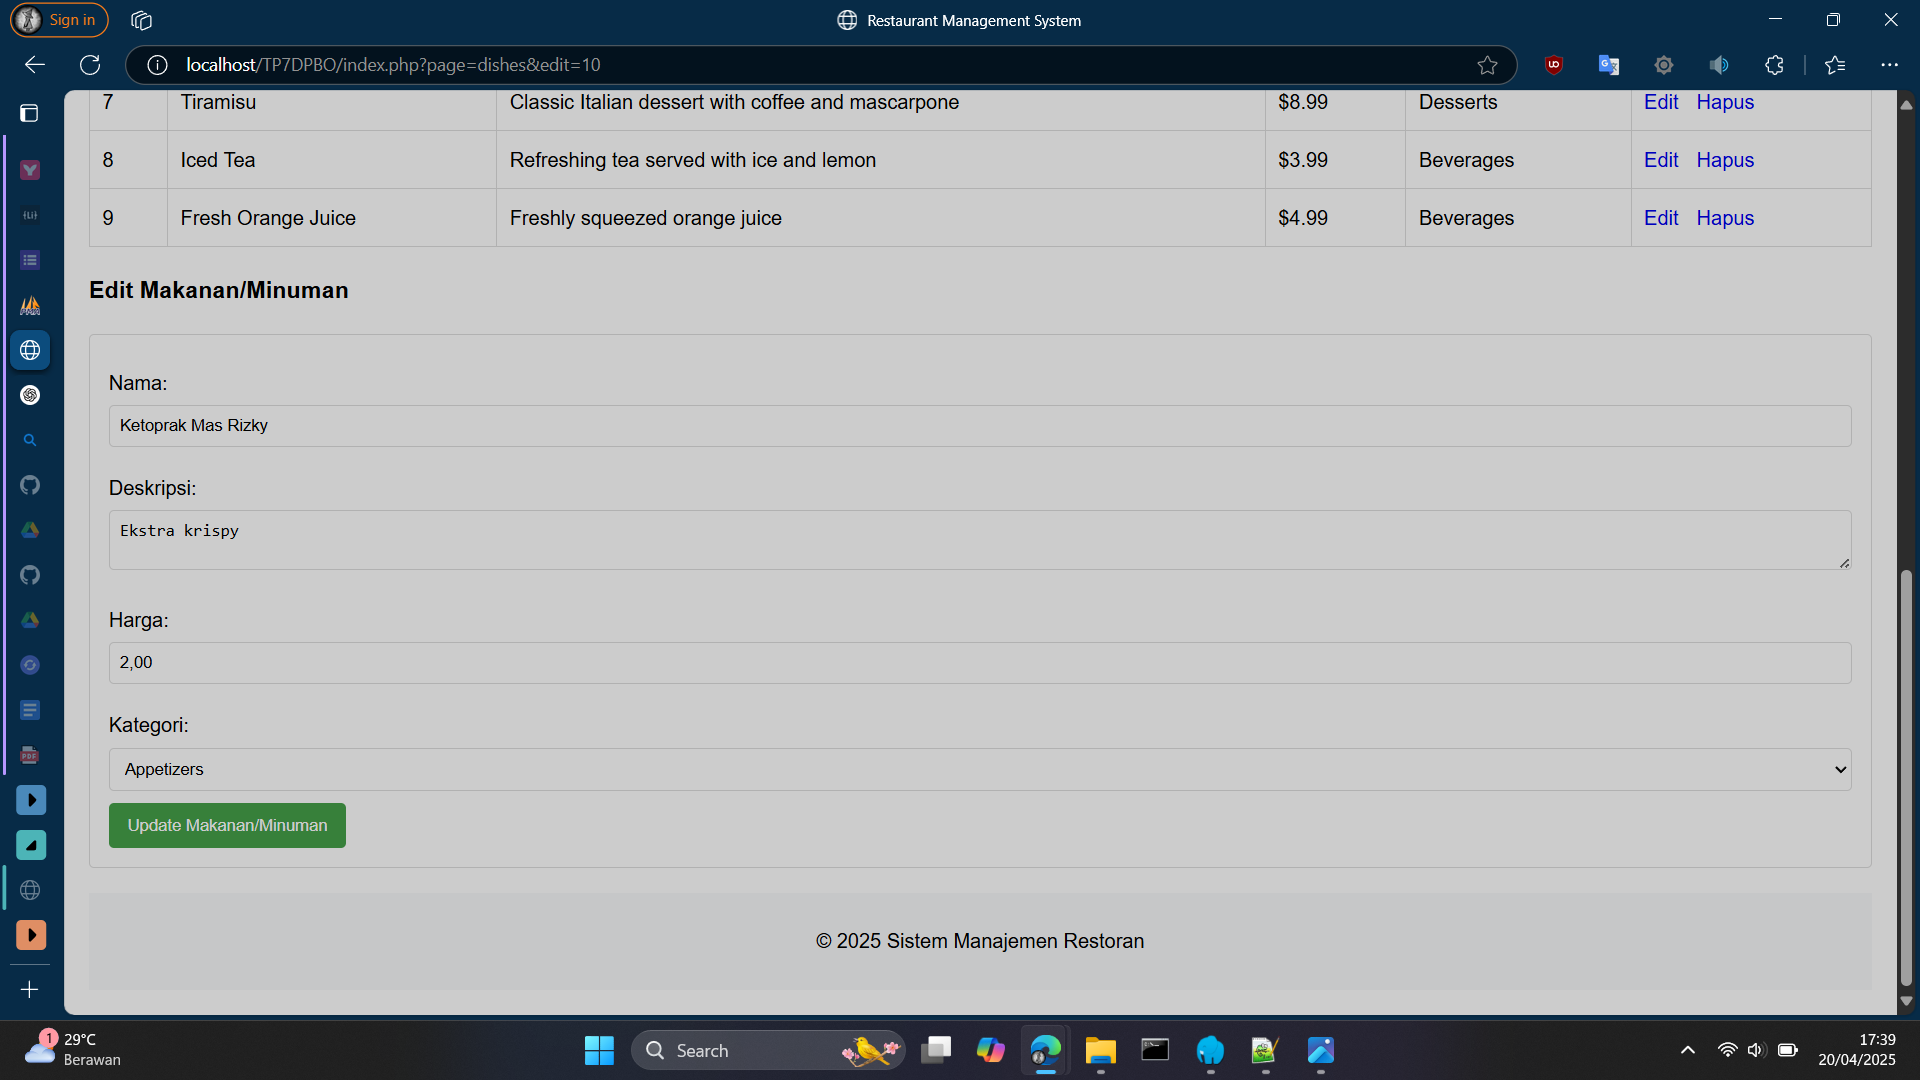 Sign in
Restaurant Management System
localhost/TP7DPBO/index.php?page=dishes&edit=10
7 Tiramisu Classic Italian dessert with coffee and mascarpone $8.99 Desserts Edit Hapus
8 Iced Tea Refreshing tea served with ice and lemon $3.99 Beverages Edit Hapus
9 Fresh Orange Juice Freshly squeezed orange juice $4.99 Beverages Edit Hapus
Edit Makanan/Minuman
Nama:
Ketoprak Mas Rizky
Deskripsi:
Ekstra krispy
Harga:
2,00
Kategori:
Appetizers
Update Makanan/Minuman
© 2025 Sistem Manajemen Restoran
1
29°C
Berawan
Search
17:39
20/04/2025